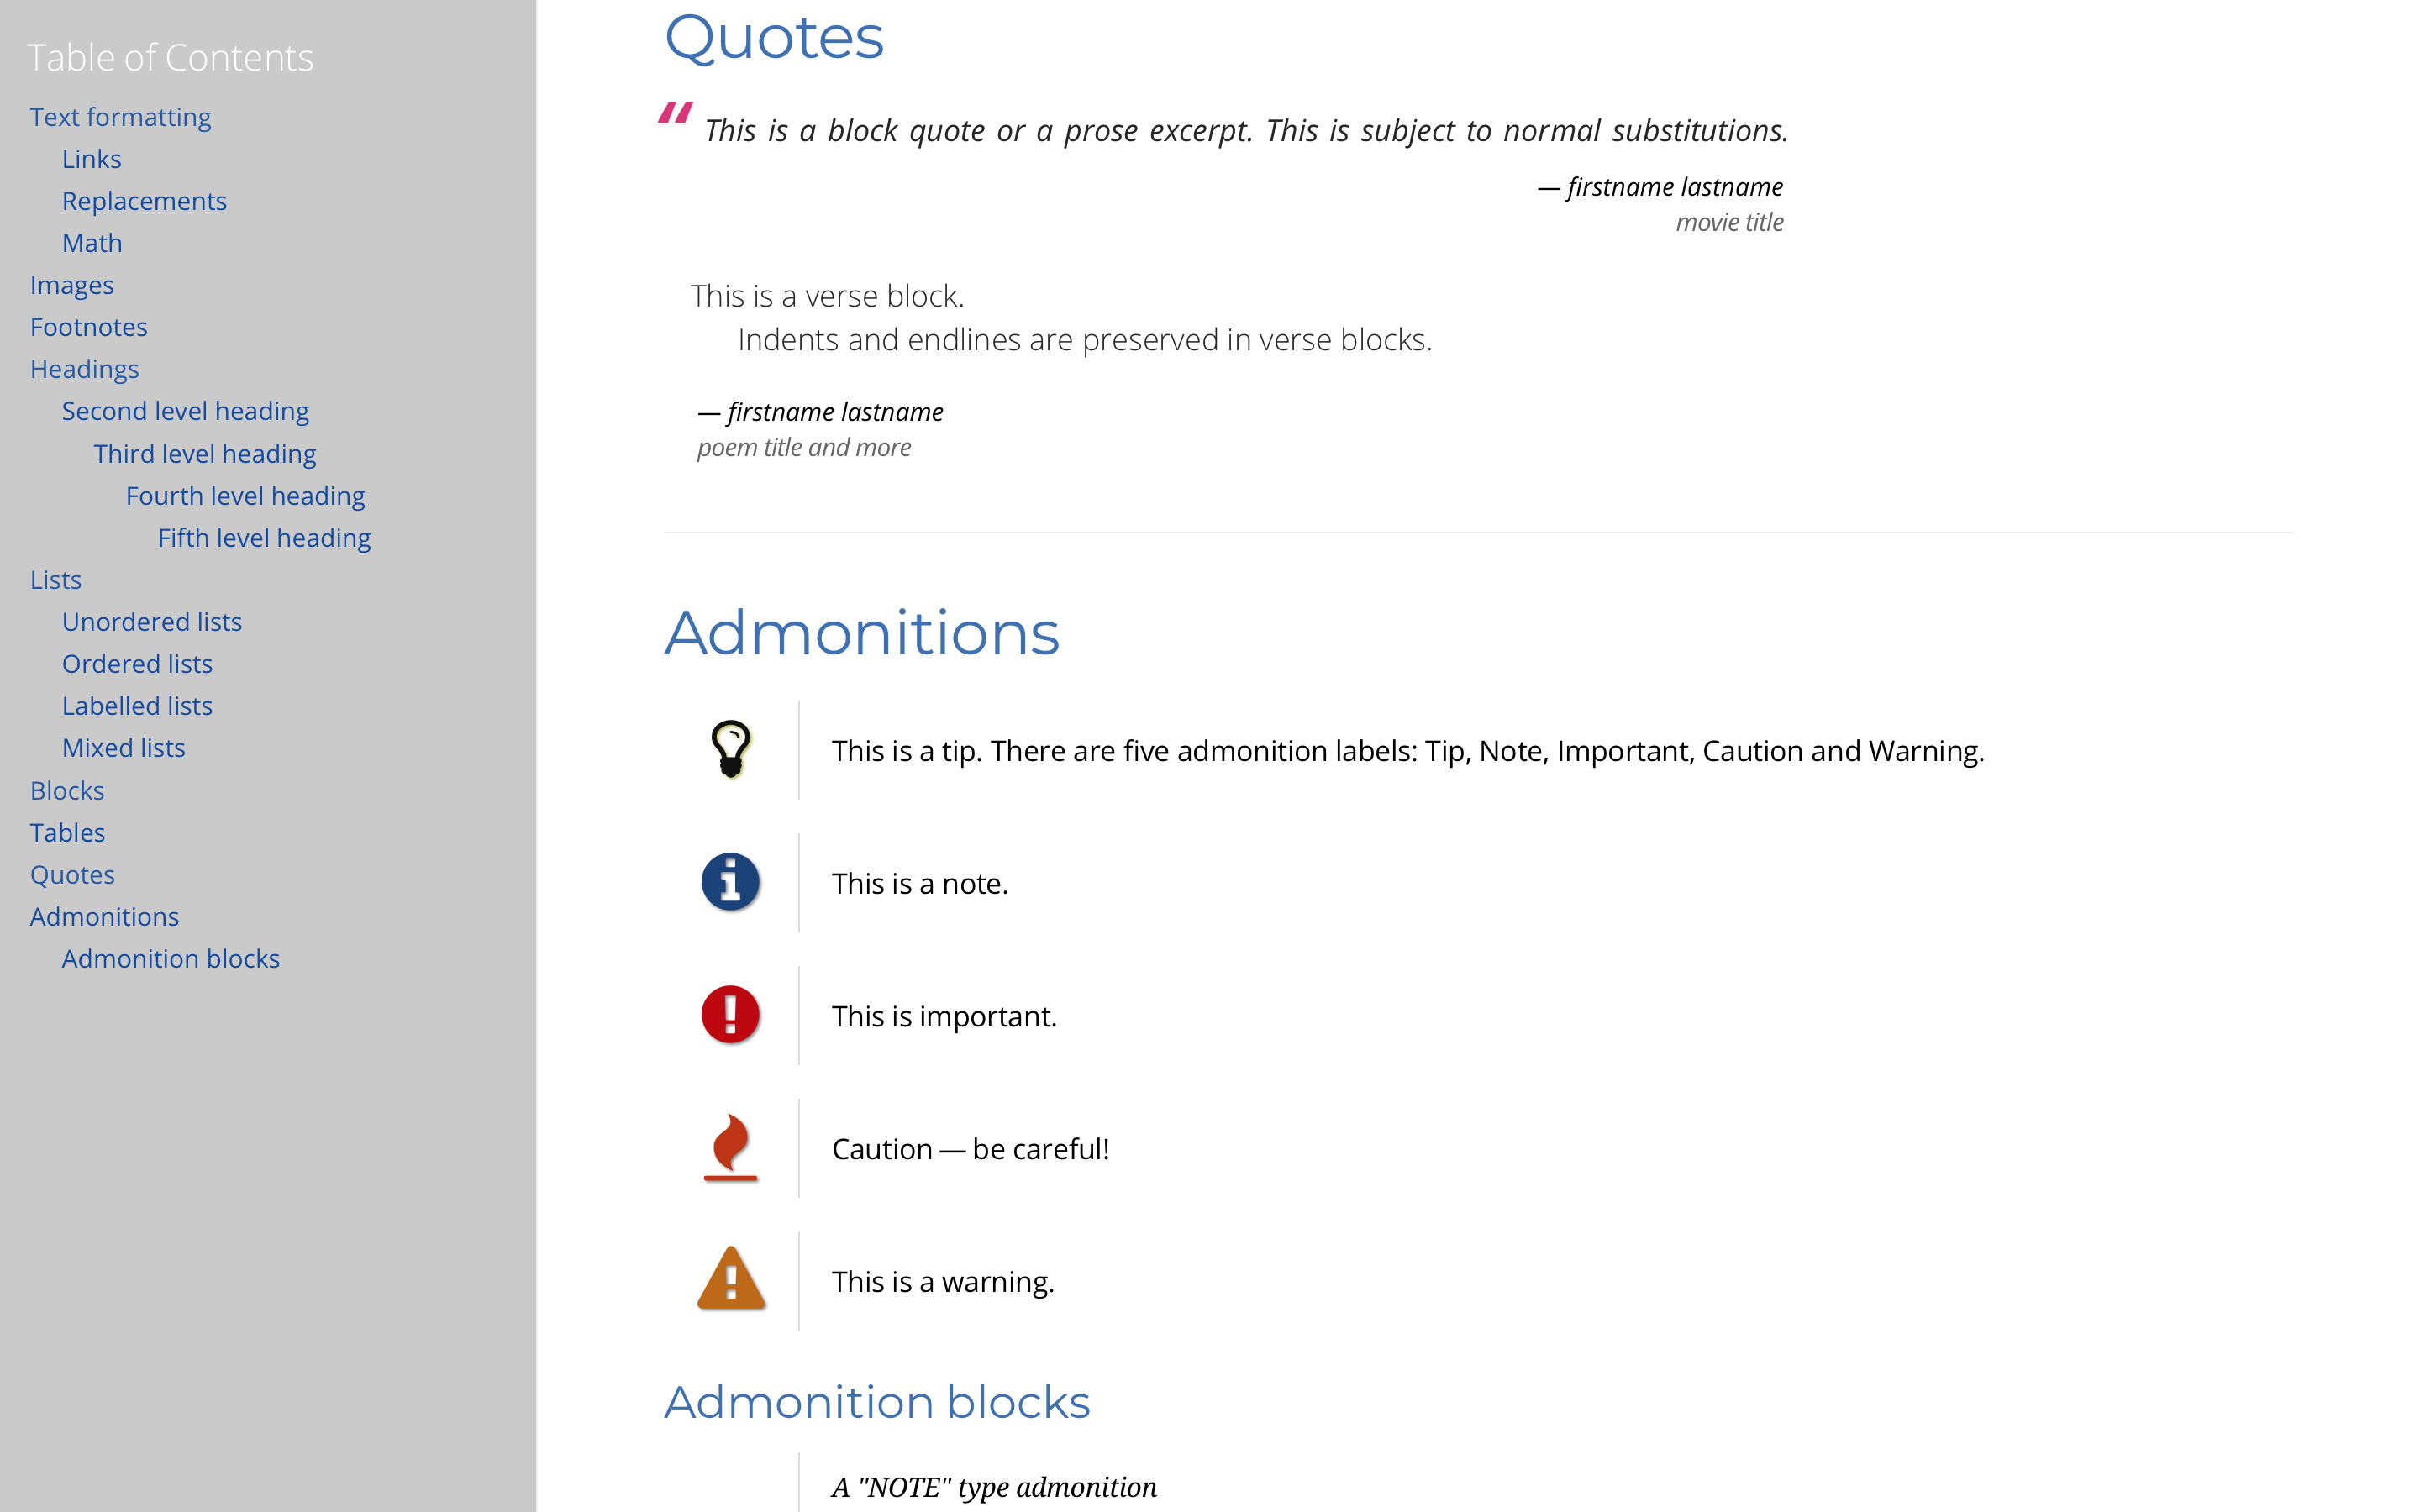 Table of Contents
Text formatting
Links
Replacements
Math
Images
Footnotes
Headings
Second level heading
Third level heading
Fourth level heading
Fifth level heading
Lists
Unordered lists
Ordered lists
Labelled lists
Mixed lists
Blocks
Tables
Quotes
Admonitions
Admonition blocks
Quotes
“ This is a block quote or a prose excerpt. This is subject to normal substitutions.
— firstname lastname
movie title
This is a verse block.
Indents and endlines are preserved in verse blocks.
— firstname lastname
poem title and more
Admonitions
This is a tip. There are five admonition labels: Tip, Note, Important, Caution and Warning.
This is a note.
This is important.
Caution — be careful!
This is a warning.
Admonition blocks
A "NOTE" type admonition